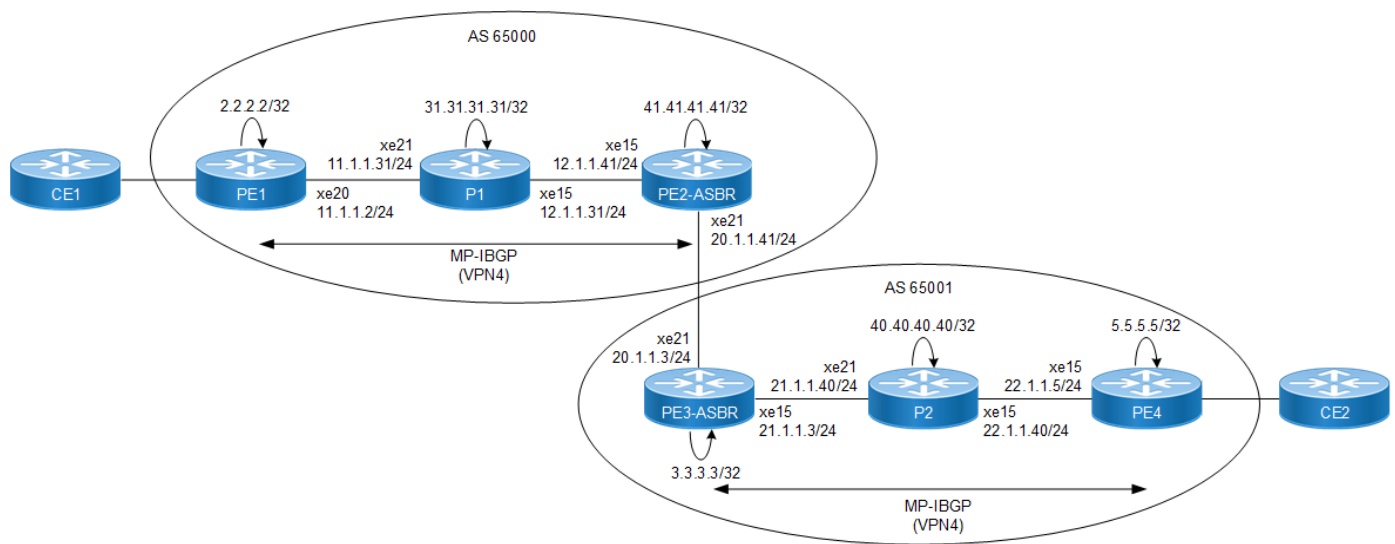 AS 65000
2.2.2.2/32
31.31.31.31/32
41.41.41.41/32
xe21
11.1.1.31/24
xe15
12.1.1.41/24
CE1
PE1
P1
PE2-ASBR
xe20
11.1.1.2/24
xe15
12.1.1.31/24
xe21
20.1.1.41/24
MP-IBGP
(VPN4)
AS 65001
40.40.40.40/32
5.5.5.5/32
xe21
20.1.1.3/24
xe21
21.1.1.40/24
xe15
22.1.1.5/24
PE3-ASBR
P2
PE4
CE2
xe15
21.1.1.3/24
xe15
22.1.1.40/24
3.3.3.3/32
MP-IBGP
(VPN4)